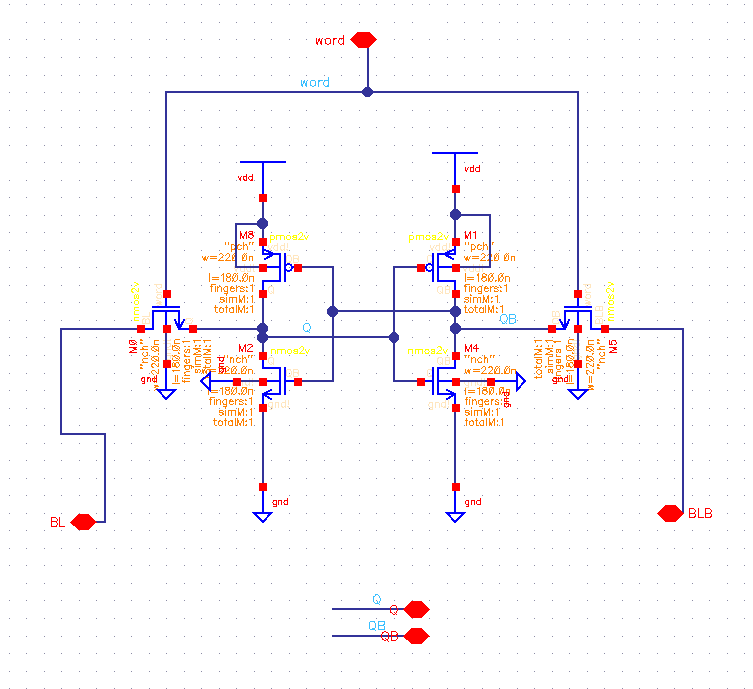 word
word
vdd
vdd
M8
pmos2v
"pch"
w=220.0n
l=180.0n
fingers:1
simM:1
totalM:1
pmos2v
M1
"pch"
w=220.0n
l=180.0n
fingers:1
simM:1
totalM:1
nmos2v
M0
"nch"
w=220.0n
l=180.0n
fingers:1
simM:1
totalM:1
gnd
Q
QB
nmos2v
M5
"nch"
w=220.0n
l=180.0n
fingers:1
simM:1
totalM:1
gnd
M2
nmos2v
"nch"
w=220.0n
l=180.0n
fingers:1
simM:1
totalM:1
gnd
nmos2v
M4
"nch"
w=220.0n
l=180.0n
fingers:1
simM:1
totalM:1
gnd
gnd
gnd
BL
BLB
Q
Q
QB
QB